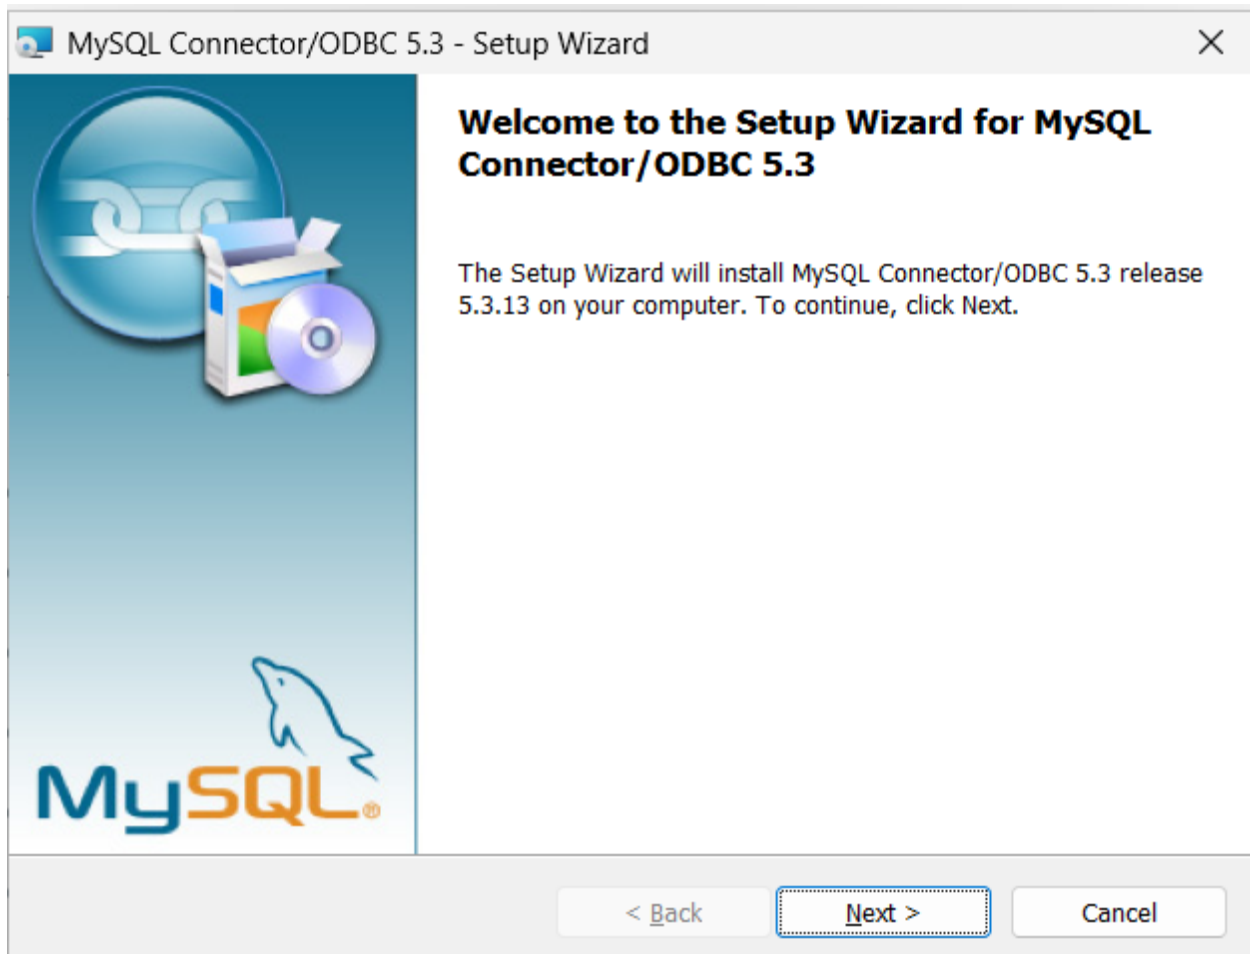 MySQL Connector/ODBC 5.3 - Setup Wizard
Welcome to the Setup Wizard for MySQL
Connector/ODBC 5.3
The Setup Wizard will install MySQL Connector/ODBC 5.3 release
5.3.13 on your computer. To continue, click Next.
MySQL®
< Back
Next >
Cancel